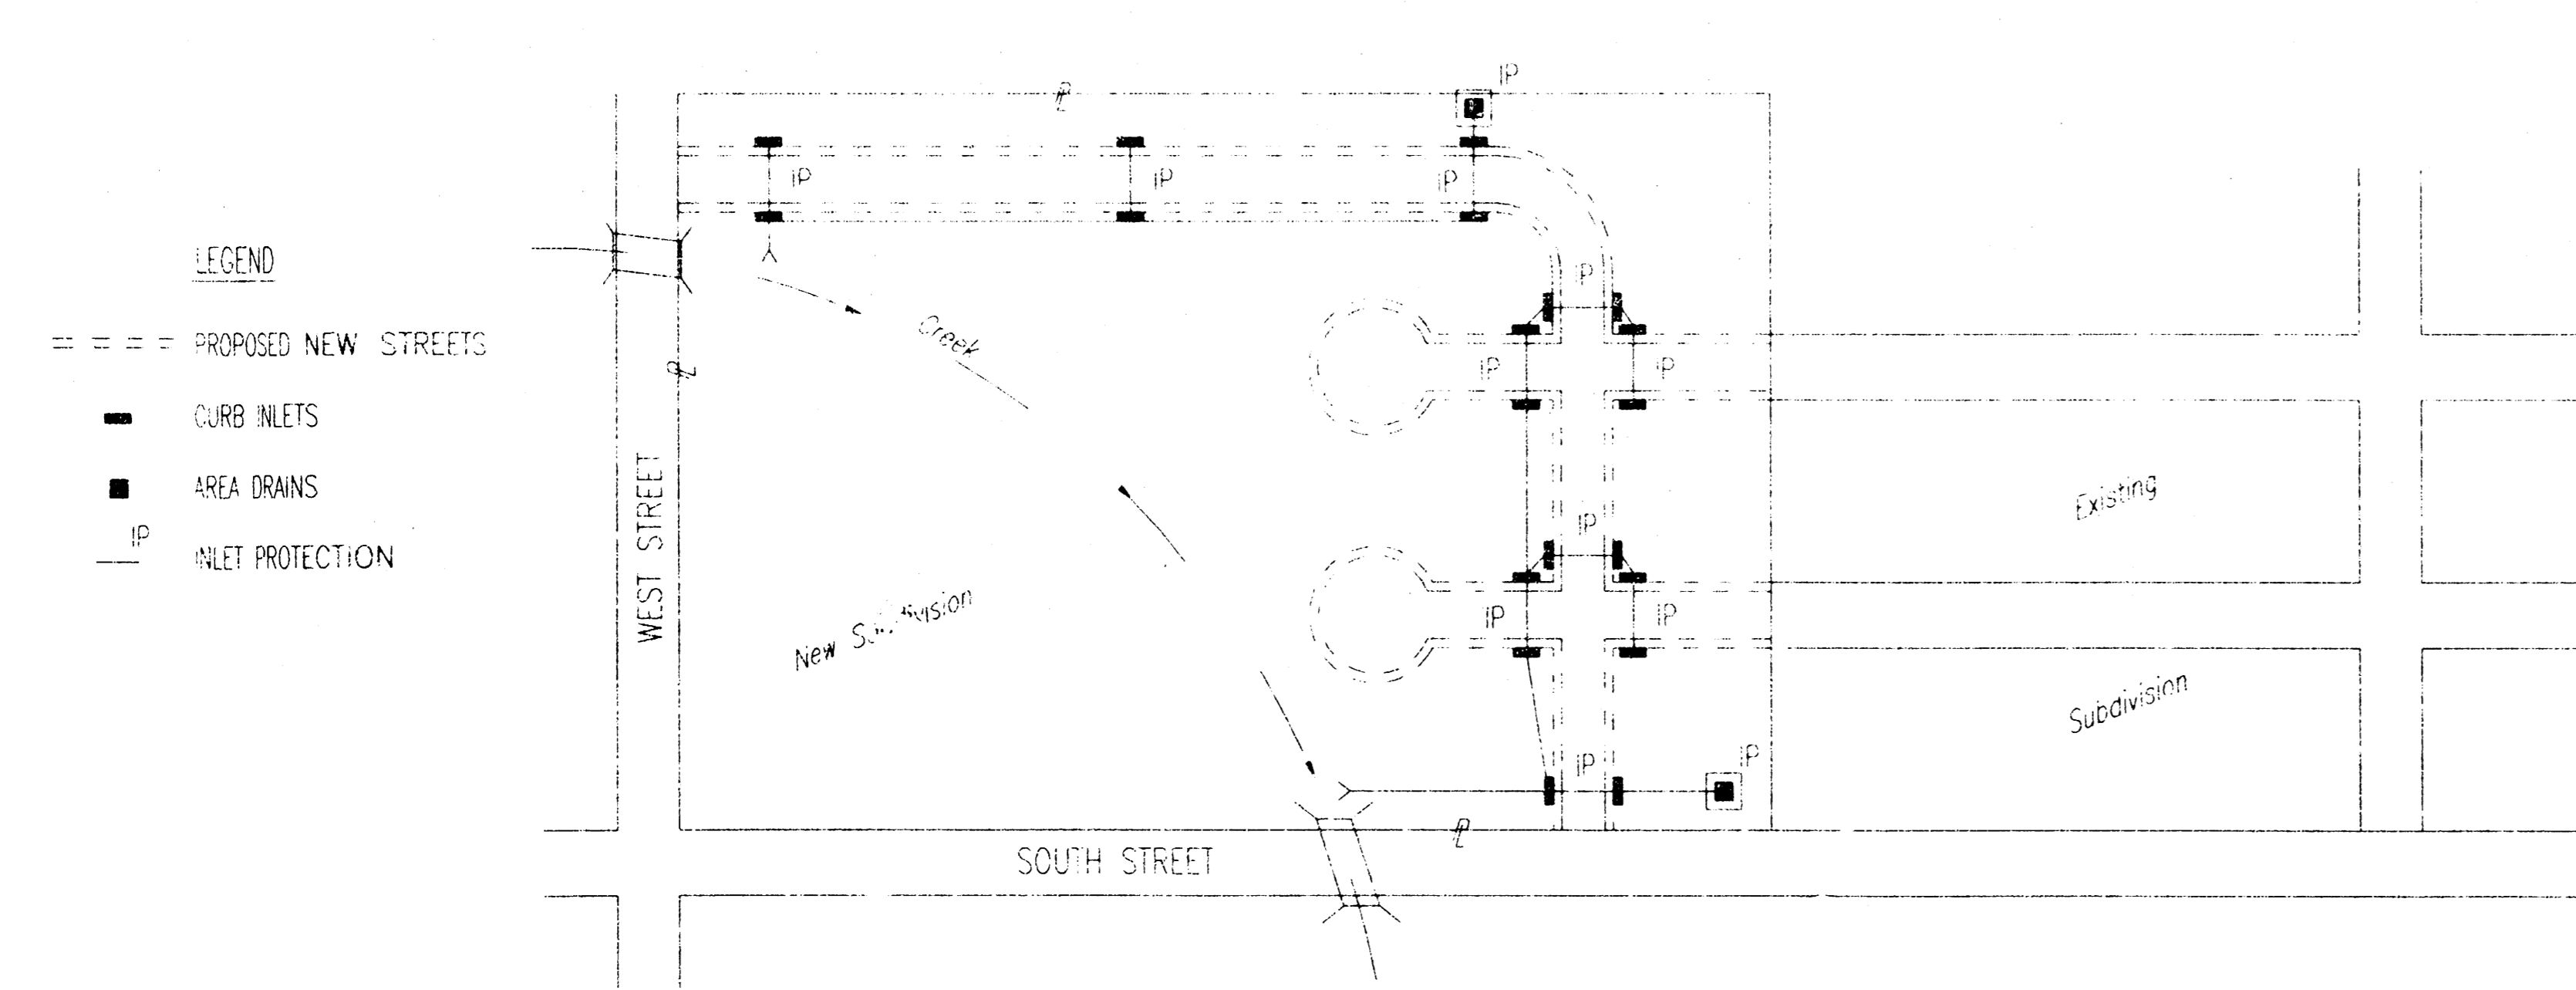 IP
℄
IP
IP
IP
LEGEND
IP
PROPOSED NEW STREETS
Creek
IP
IP
℄
CURB INLETS
AREA DRAINS
Existing
IP
IP
INLET PROTECTION
WEST STREET
New Subdivision
IP
IP
Subdivision
IP
IP
℄
SOUTH STREET